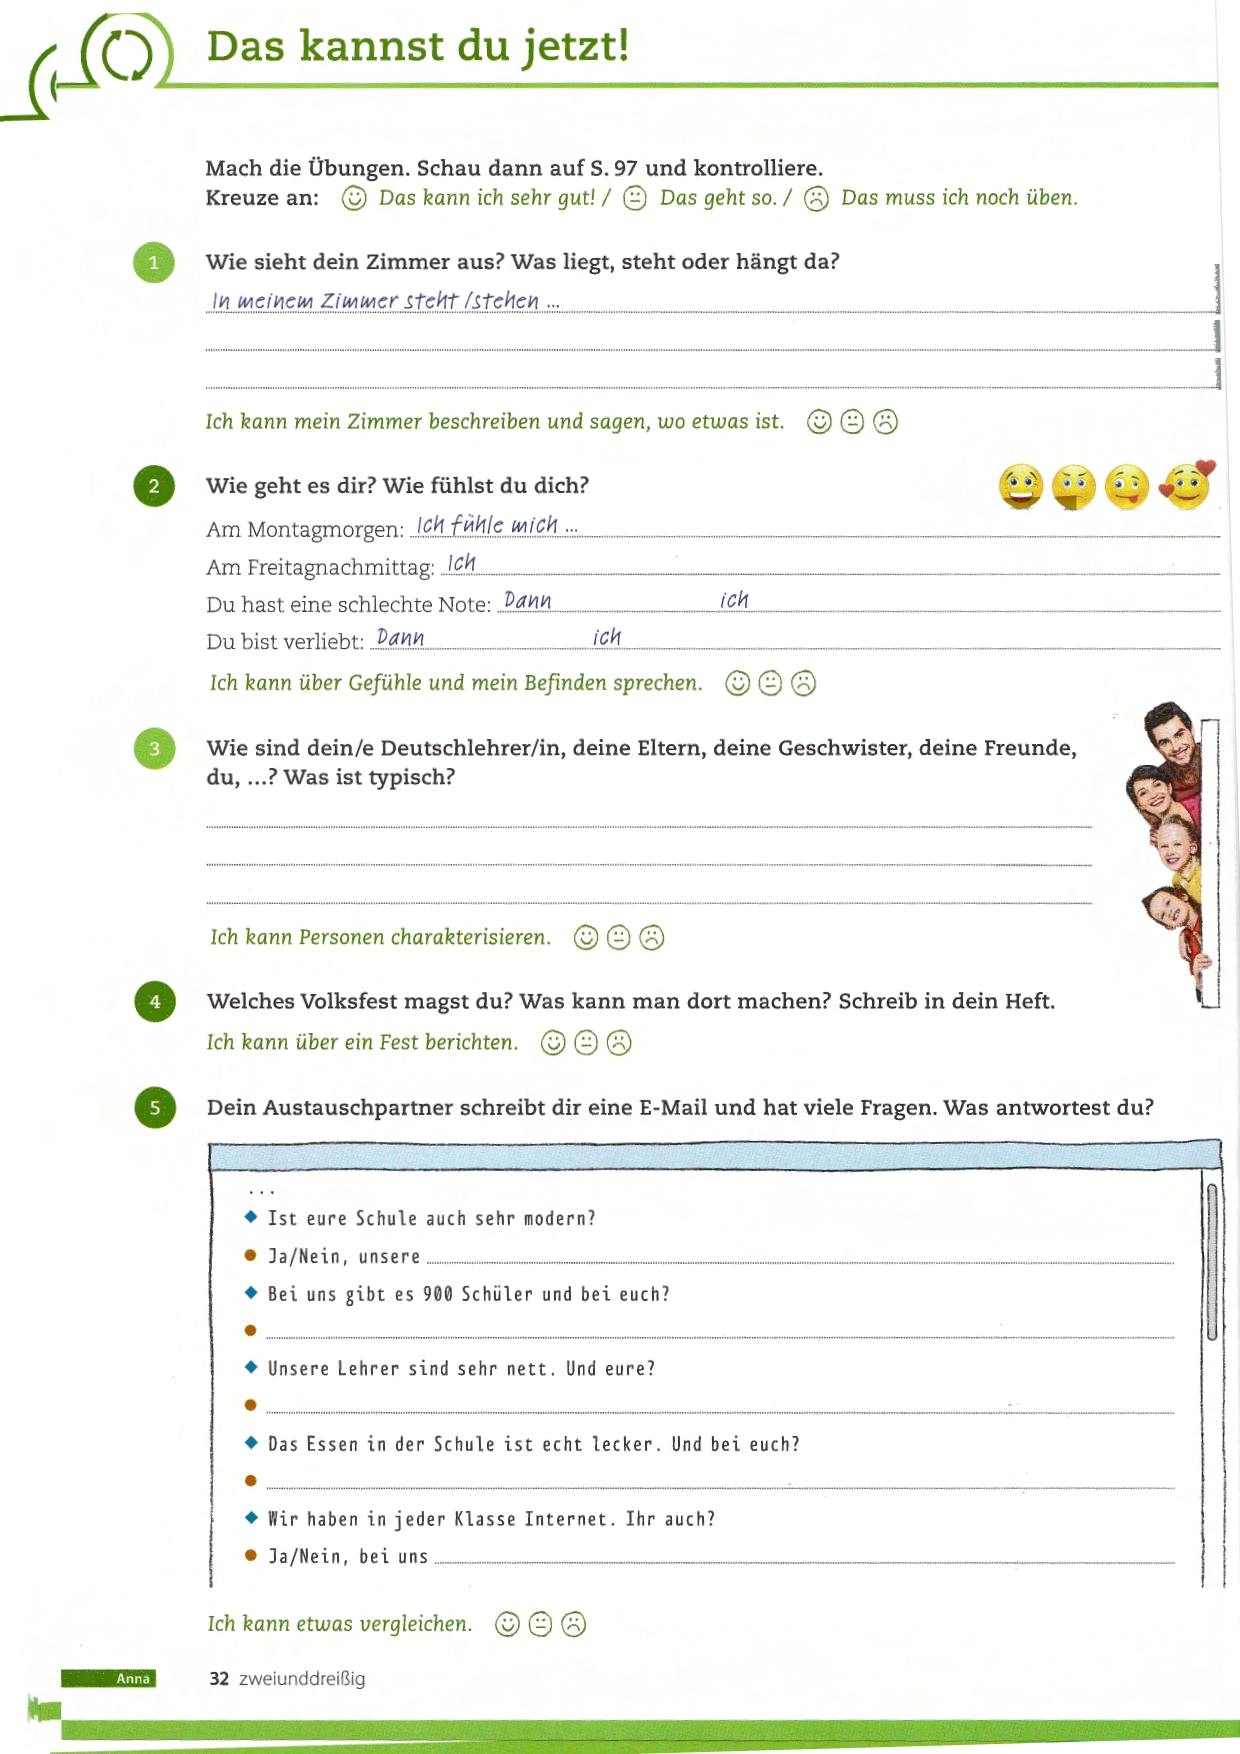 Das kannst du jetzt!
Mach die Übungen. Schau dann auf S. 97 und kontrolliere.
Kreuze an: Das kann ich sehr gut! / Das geht so. / Das muss ich noch üben.
1 Wie sieht dein Zimmer aus? Was liegt, steht oder hängt da?
In meinem Zimmer steht /stehen ...
Ich kann mein Zimmer beschreiben und sagen, wo etwas ist.
2 Wie geht es dir? Wie fühlst du dich?
Am Montagmorgen: Ich fühle mich ...
Am Freitagnachmittag: Ich
Du hast eine schlechte Note: Dann ich
Du bist verliebt: Dann ich
Ich kann über Gefühle und mein Befinden sprechen.
3 Wie sind dein/e Deutschlehrer/in, deine Eltern, deine Geschwister, deine Freunde,
du, ...? Was ist typisch?
Ich kann Personen charakterisieren.
4 Welches Volksfest magst du? Was kann man dort machen? Schreib in dein Heft.
Ich kann über ein Fest berichten.
5 Dein Austauschpartner schreibt dir eine E-Mail und hat viele Fragen. Was antwortest du?
...
Ist eure Schule auch sehr modern?
Ja/Nein, unsere
Bei uns gibt es 900 Schüler und bei euch?
Unsere Lehrer sind sehr nett. Und eure?
Das Essen in der Schule ist echt lecker. Und bei euch?
Wir haben in jeder Klasse Internet. Ihr auch?
Ja/Nein, bei uns
Ich kann etwas vergleichen.
Anna 32 zweiunddreißig